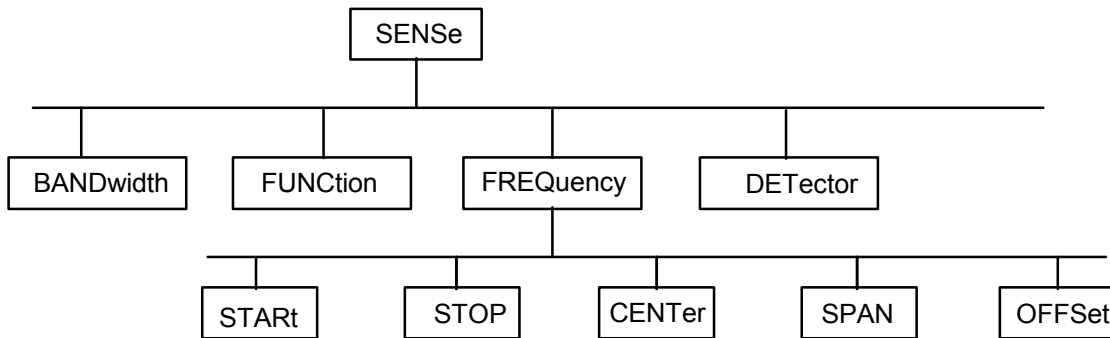 SENSe
BANDwidth
FUNCtion
FREQuency
DETector
STARt
STOP
CENTer
SPAN
OFFSet